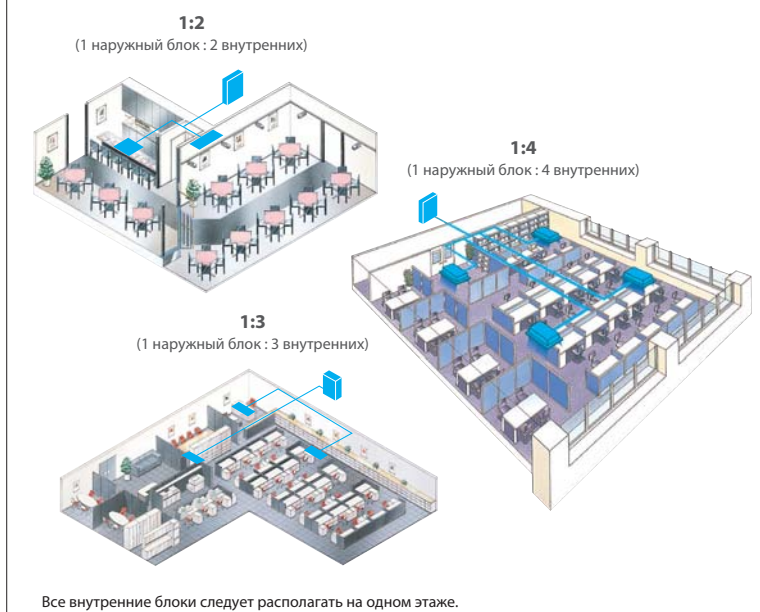 1:2
(1 наружный блок : 2 внутренних)
1:4
(1 наружный блок : 4 внутренних)
1:3
(1 наружный блок : 3 внутренних)
Все внутренние блоки следует располагать на одном этаже.